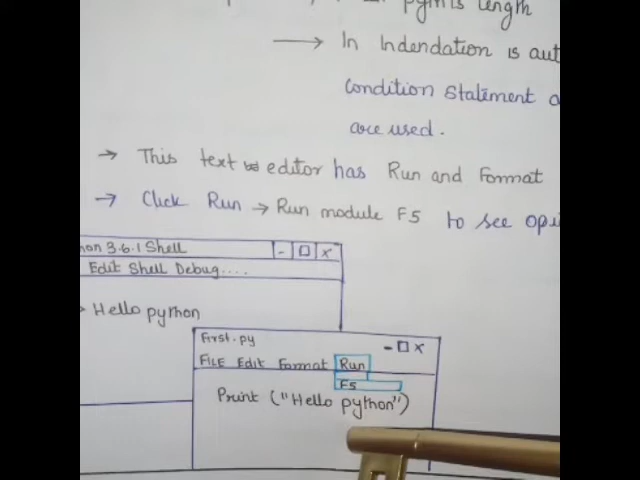 is length
→ In Indendation is aut
condition statement
are used.
→ This text editor has Run and Format
→ Click Run → Run module F5 to see
on 3.6.1 Shell - □ x
Edit Shell Debug....
Hello python
First.py - □ x
FILE Edit Format Run
F5
Print ("Hello python")